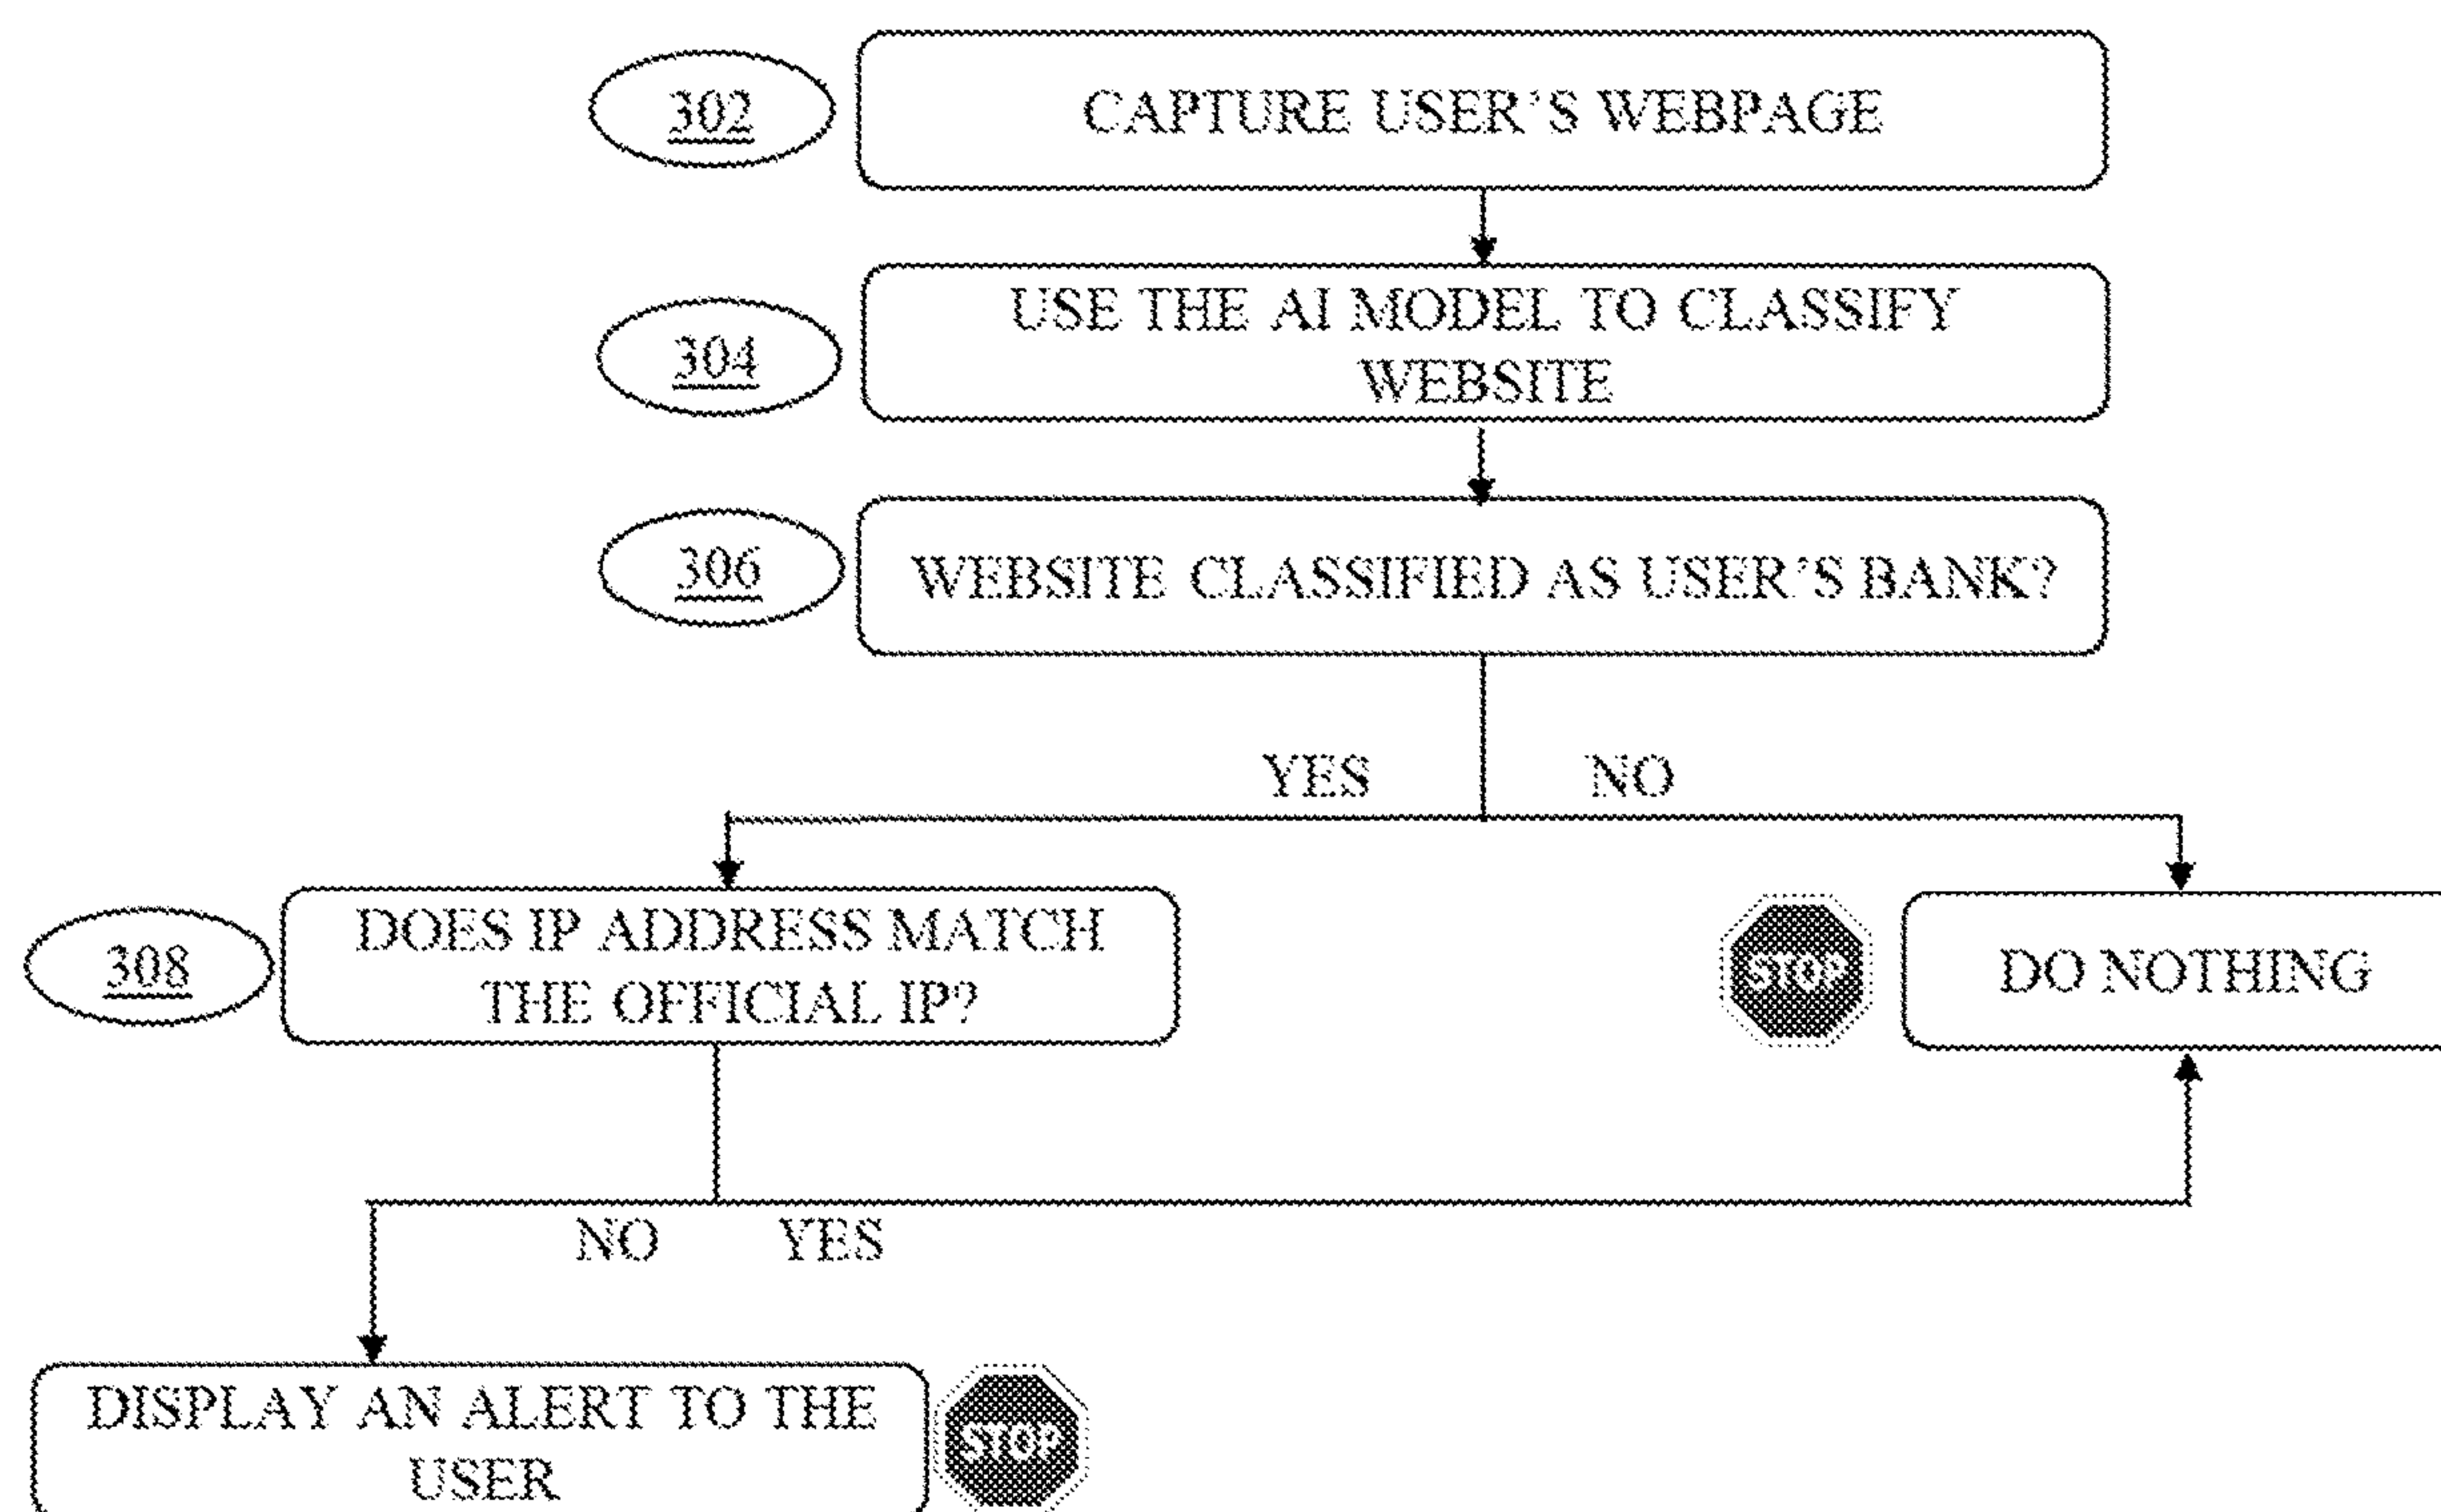 302
CAPTURE USER'S WEBPAGE
304
USE THE AI MODEL TO CLASSIFY
WEBSITE
306
WEBSITE CLASSIFIED AS USER'S BANK?
YES
NO
308
DOES IP ADDRESS MATCH
THE OFFICIAL IP?
STOP
DO NOTHING
NO
YES
DISPLAY AN ALERT TO THE
USER
STOP